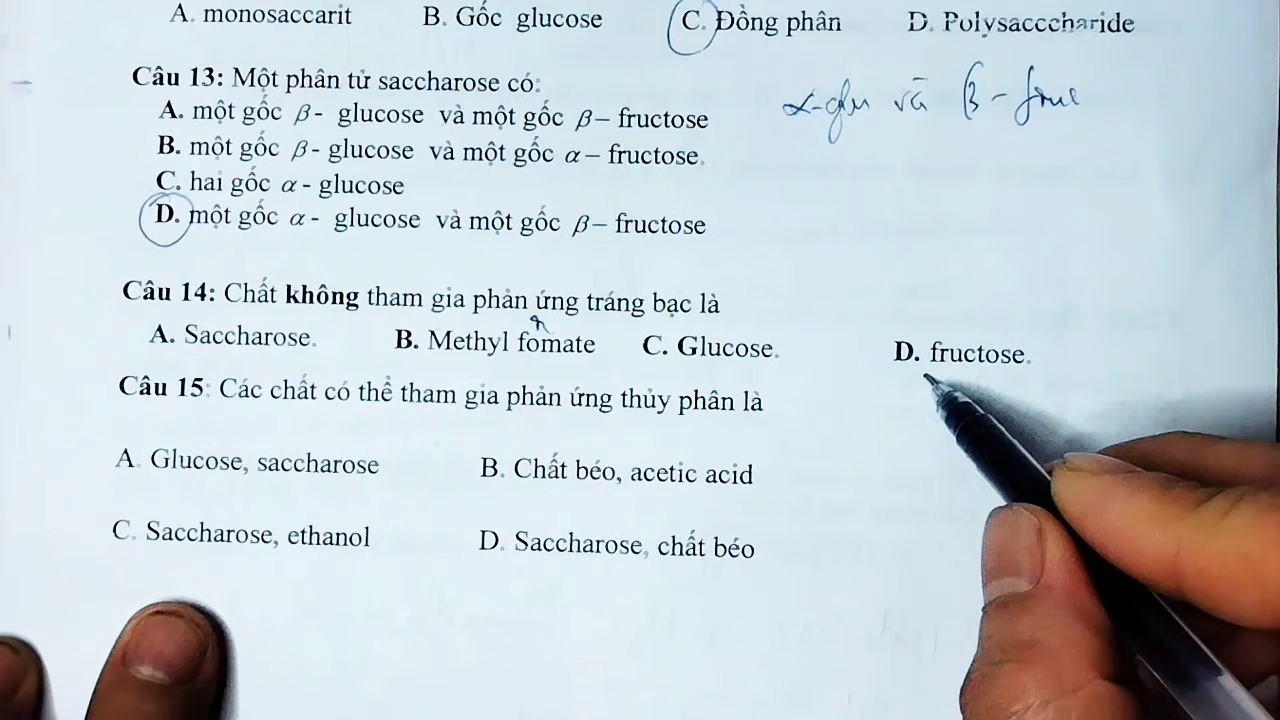 A. monosaccarit B. Gốc glucose C. Đồng phân D. Polysacccharide
Câu 13: Một phân tử saccharose có:
α-glu và β-fruc
A. một gốc β- glucose và một gốc β– fructose
B. một gốc β- glucose và một gốc α– fructose.
C. hai gốc α- glucose
D. một gốc α- glucose và một gốc β– fructose
Câu 14: Chất không tham gia phản ứng tráng bạc là
A. Saccharose. B. Methyl fomate C. Glucose. D. fructose.
Câu 15: Các chất có thể tham gia phản ứng thủy phân là
A. Glucose, saccharose B. Chất béo, acetic acid
C. Saccharose, ethanol D. Saccharose, chất béo